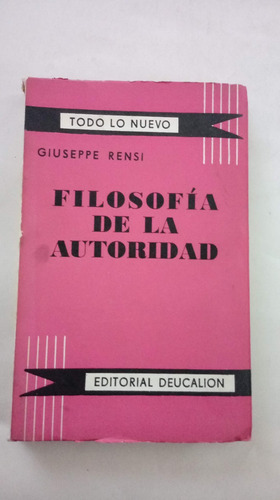 TODO LO NUEVO
GIUSEPPE RENSI
FILOSOFÍA
DE LA
AUTORIDAD
EDITORIAL DEUCALION